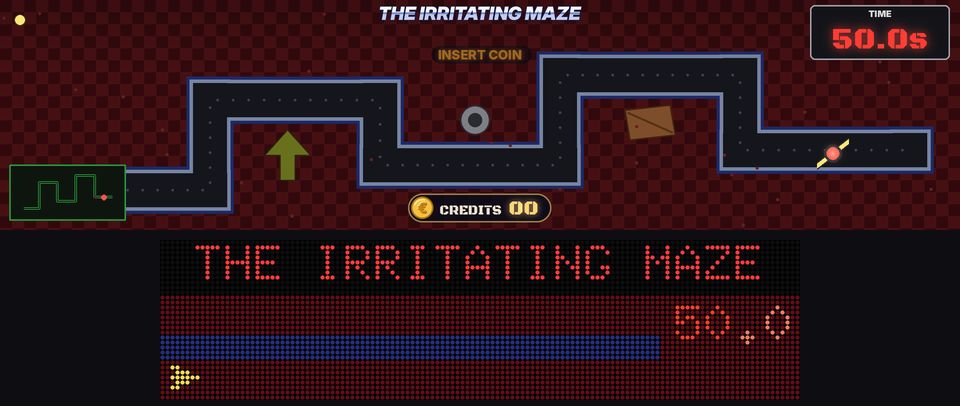 THE IRRITATING MAZE
TIME
50.0s
INSERT COIN
€ CREDITS 00
THE IRRITATING MAZE
50.0